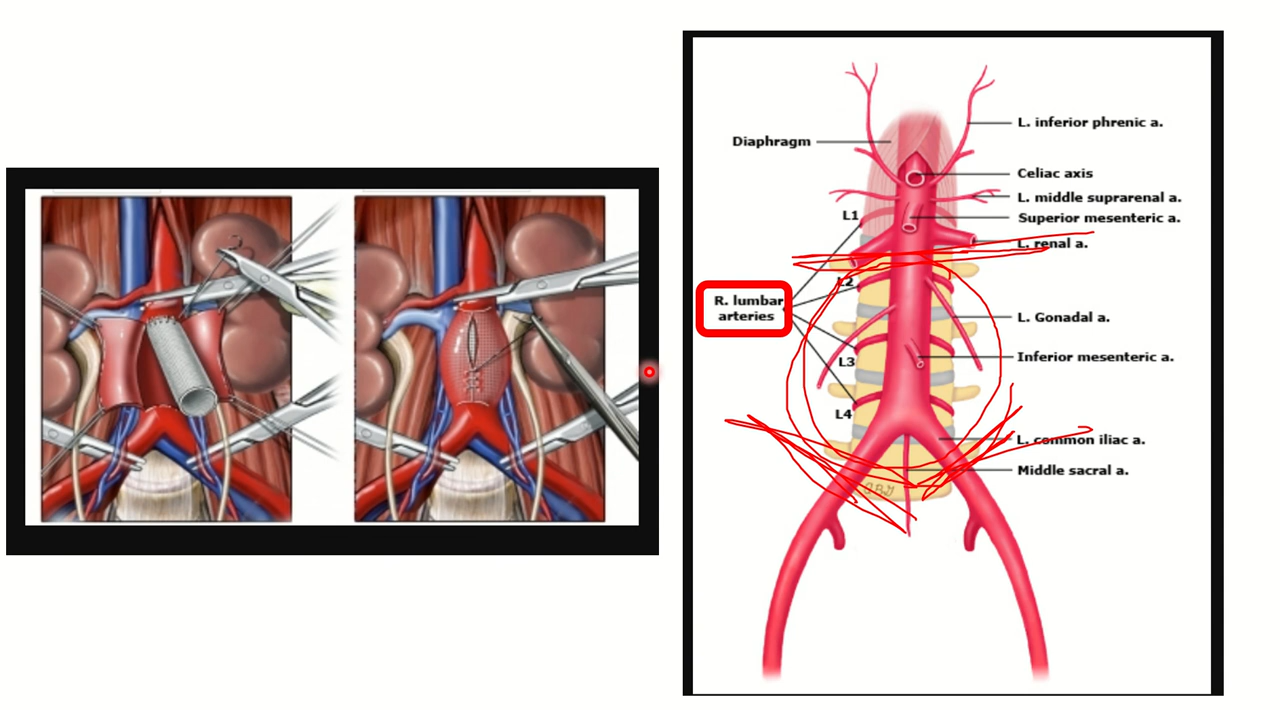 Diaphragm
L. inferior phrenic a.
Celiac axis
L. middle suprarenal a.
L1
Superior mesenteric a.
L. renal a.
L2
R. lumbar
arteries
L. Gonadal a.
L3
Inferior mesenteric a.
L4
L. common iliac a.
Middle sacral a.